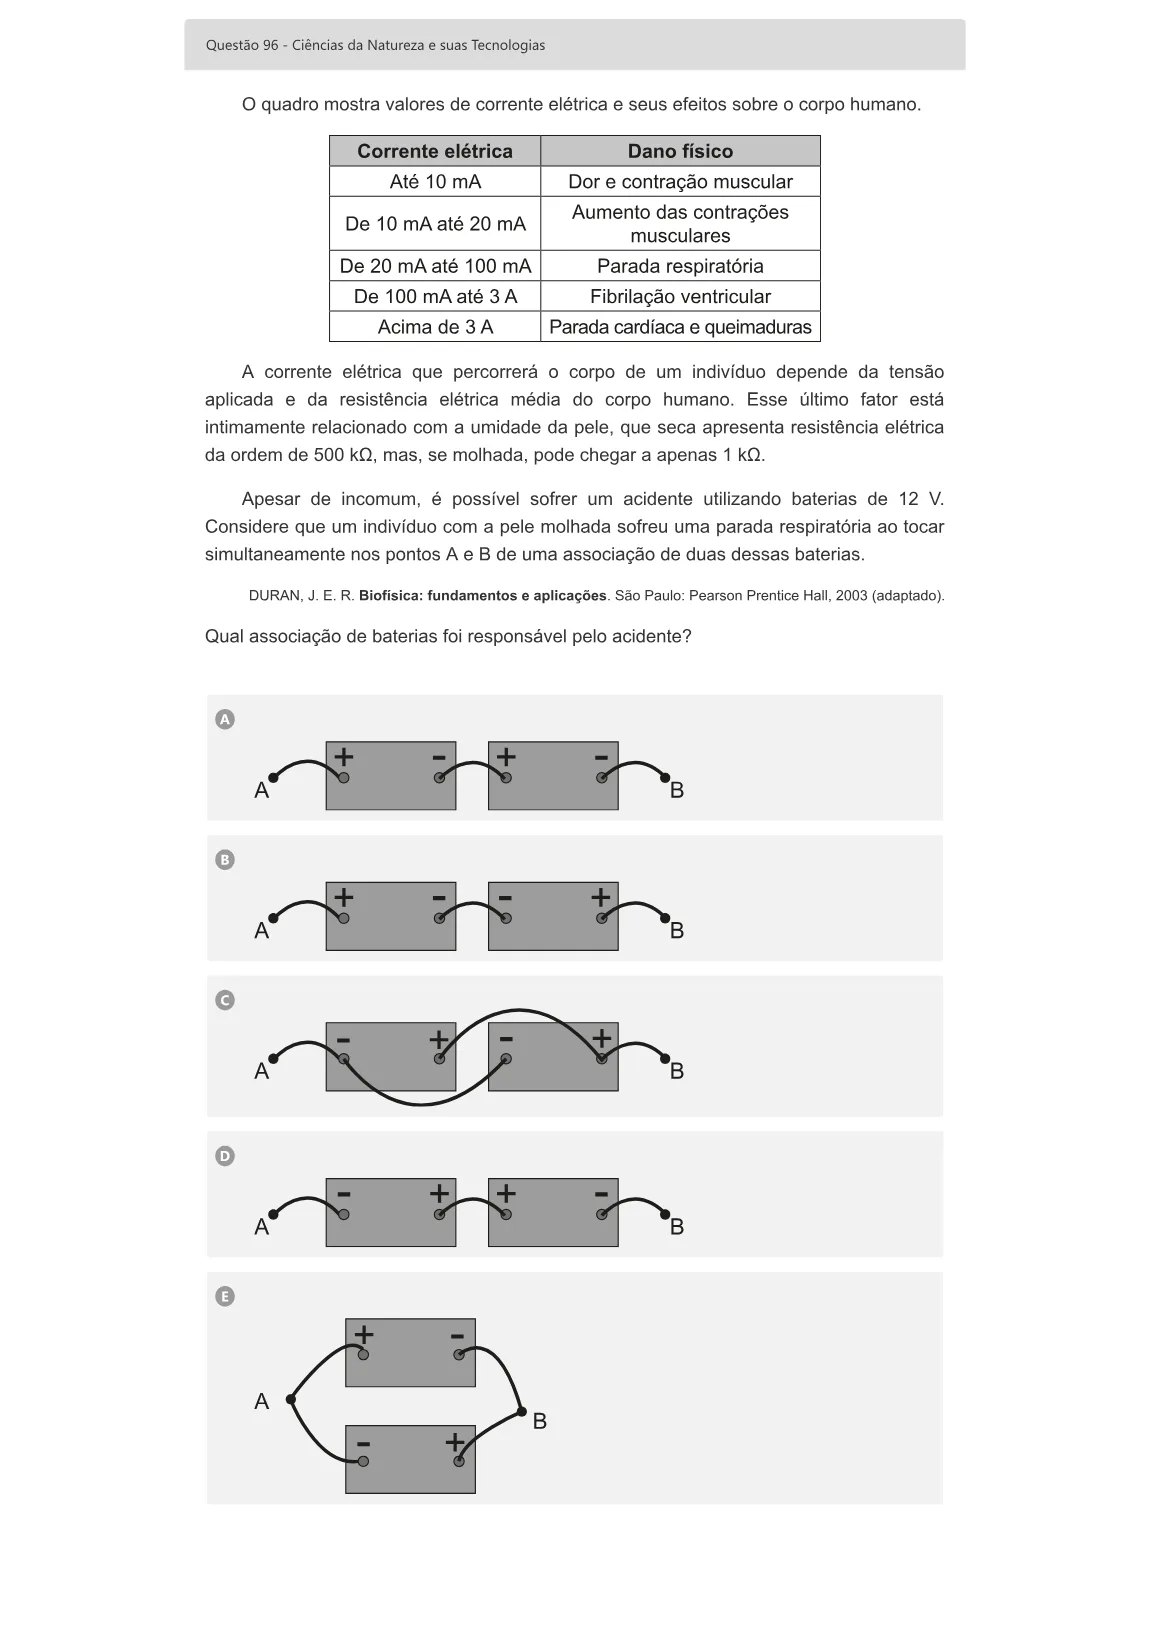 Questão 96 - Ciências da Natureza e suas Tecnologias
O quadro mostra valores de corrente elétrica e seus efeitos sobre o corpo humano.
Corrente elétrica Dano físico
Até 10 mA Dor e contração muscular
De 10 mA até 20 mA Aumento das contrações
musculares
De 20 mA até 100 mA Parada respiratória
De 100 mA até 3 A Fibrilação ventricular
Acima de 3 A Parada cardíaca e queimaduras
A corrente elétrica que percorrerá o corpo de um indivíduo depende da tensão
aplicada e da resistência elétrica média do corpo humano. Esse último fator está
intimamente relacionado com a umidade da pele, que seca apresenta resistência elétrica
da ordem de 500 kΩ, mas, se molhada, pode chegar a apenas 1 kΩ.
Apesar de incomum, é possível sofrer um acidente utilizando baterias de 12 V.
Considere que um indivíduo com a pele molhada sofreu uma parada respiratória ao tocar
simultaneamente nos pontos A e B de uma associação de duas dessas baterias.
DURAN, J. E. R. Biofísica: fundamentos e aplicações. São Paulo: Pearson Prentice Hall, 2003 (adaptado).
Qual associação de baterias foi responsável pelo acidente?
A
+ - + -
A B
B
+ - - +
A B
C
- + - +
A B
D
- + + -
A B
E
+ -
A B
- +